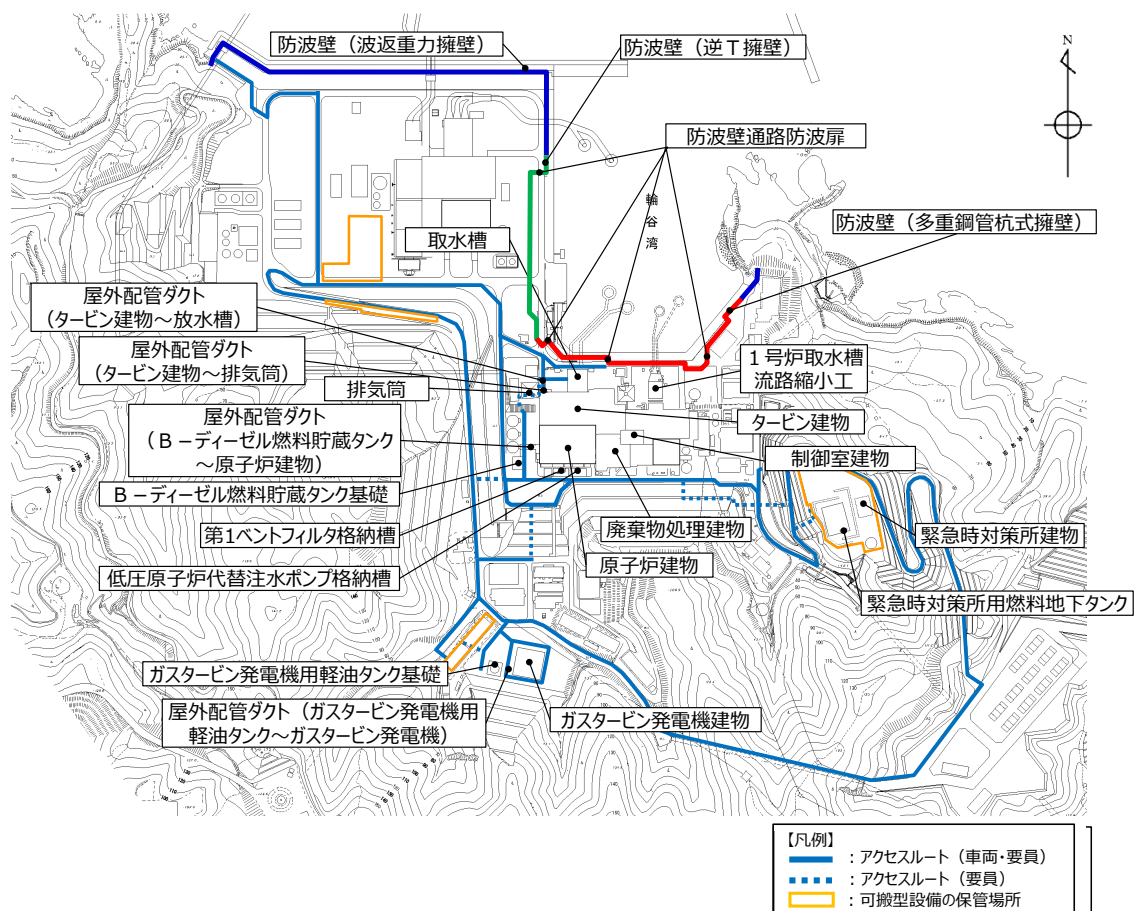 防波壁（波返重力擁壁）
防波壁（逆Ｔ擁壁）
N
防波壁通路防波扉
輪谷湾
防波壁（多重鋼管杭式擁壁）
取水槽
屋外配管ダクト
（タービン建物～放水槽）
屋外配管ダクト
（タービン建物～排気筒）
排気筒
１号炉取水槽
流路縮小工
屋外配管ダクト
（Ｂ－ディーゼル燃料貯蔵タンク
～原子炉建物）
タービン建物
制御室建物
Ｂ－ディーゼル燃料貯蔵タンク基礎
第1ベントフィルタ格納槽
廃棄物処理建物
緊急時対策所建物
低圧原子炉代替注水ポンプ格納槽
原子炉建物
緊急時対策所用燃料地下タンク
ガスタービン発電機用軽油タンク基礎
屋外配管ダクト（ガスタービン発電機用
軽油タンク～ガスタービン発電機）
ガスタービン発電機建物
【凡例】
：アクセスルート（車両・要員）
：アクセスルート（要員）
：可搬型設備の保管場所